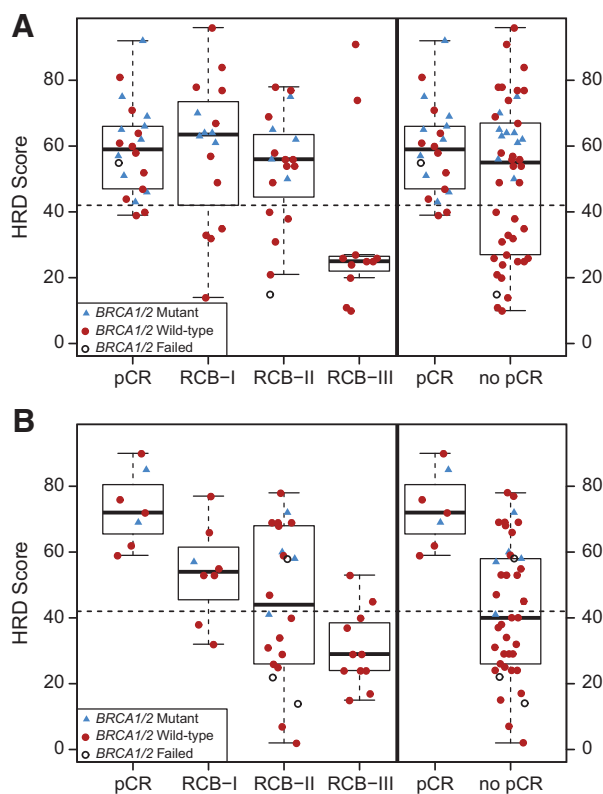 A
HRD Score
80
60
40
20
0
BRCA1/2 Mutant
BRCA1/2 Wild-type
BRCA1/2 Failed
pCR RCB-I RCB-II RCB-III pCR no pCR
80
60
40
20
0
B
HRD Score
80
60
40
20
0
BRCA1/2 Mutant
BRCA1/2 Wild-type
BRCA1/2 Failed
pCR RCB-I RCB-II RCB-III pCR no pCR
80
60
40
20
0